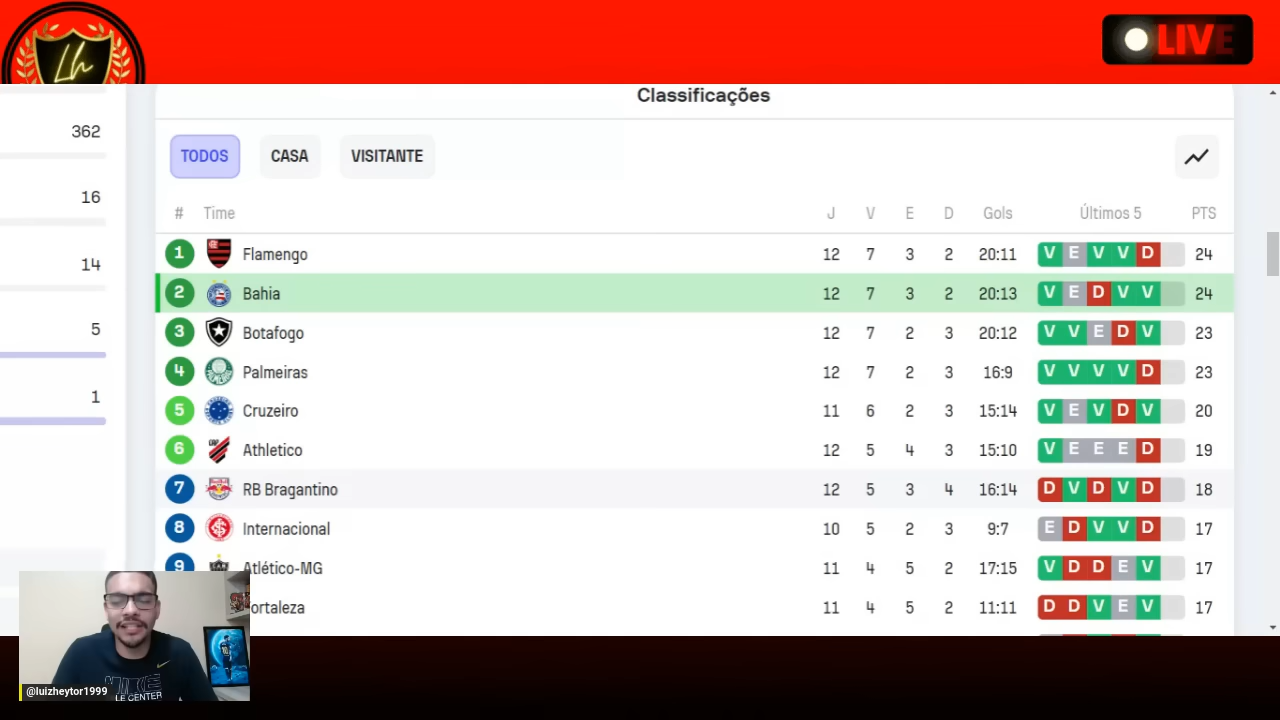 Lh
LIVE
Classificações
362
16
14
5
1
TODOS CASA VISITANTE
# Time J V E D Gols Últimos 5 PTS
1 Flamengo 12 7 3 2 20:11 V E V V D 24
2 Bahia 12 7 3 2 20:13 V E D V V 24
3 Botafogo 12 7 2 3 20:12 V V E D V 23
4 Palmeiras 12 7 2 3 16:9 V V V V D 23
5 Cruzeiro 11 6 2 3 15:14 V E V D V 20
6 Athletico 12 5 4 3 15:10 V E E E D 19
7 RB Bragantino 12 5 3 4 16:14 D V D V D 18
8 Internacional 10 5 2 3 9:7 E D V V D 17
9 Atlético-MG 11 4 5 2 17:15 V D D E V 17
ortaleza 11 4 5 2 11:11 D D V E V 17
LE CENTER
@luizheytor1999